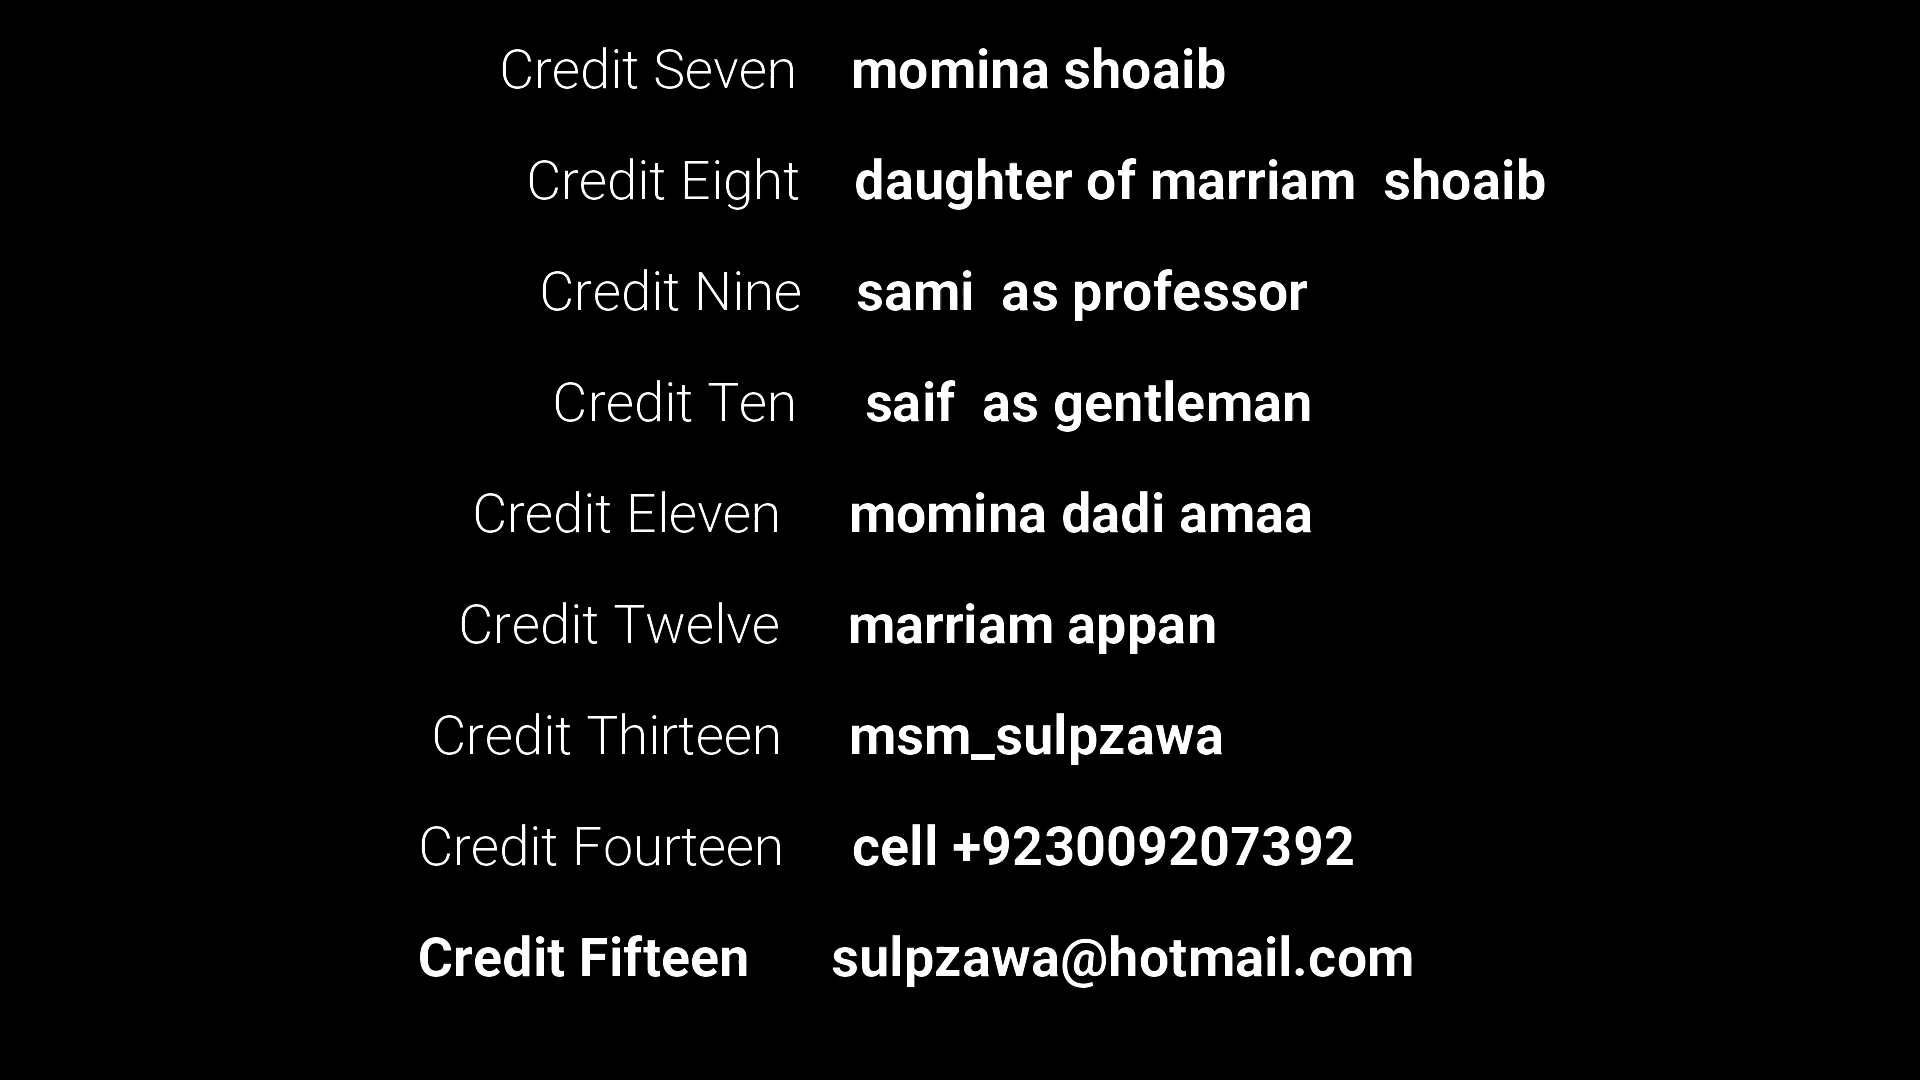 Credit Seven momina shoaib
Credit Eight daughter of marriam shoaib
Credit Nine sami as professor
Credit Ten saif as gentleman
Credit Eleven momina dadi amaa
Credit Twelve marriam appan
Credit Thirteen msm_sulpzawa
Credit Fourteen cell +923009207392
Credit Fifteen sulpzawa@hotmail.com